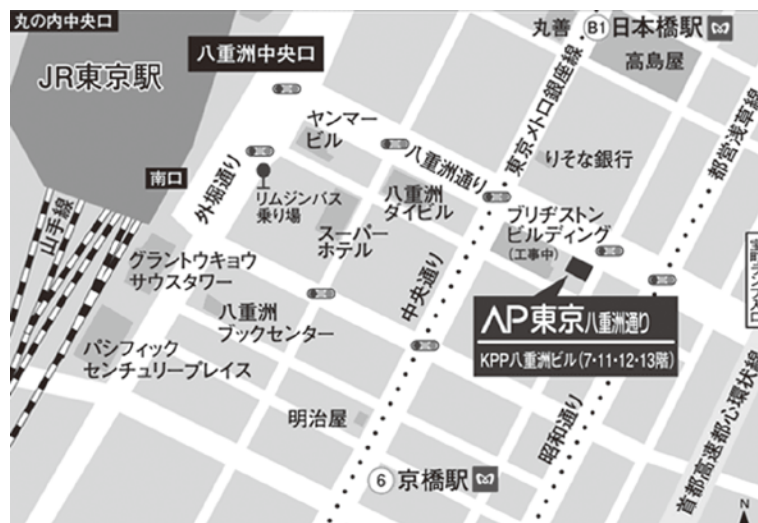 丸の内中央口
JR東京駅
八重洲中央口
丸善
B1
日本橋駅
高島屋
ヤンマー
ビル
八重洲通り
東京メトロ銀座線
りそな銀行
都営浅草線
南口
外堀通り
リムジンバス
乗り場
八重洲
ダイビル
スーパー
ホテル
ブリヂストン
ビルディング
(工事中)
山手線
グラントウキョウ
サウスタワー
八重洲
ブックセンター
中央通り
AP東京八重洲通り
KPP八重洲ビル(7・11・12・13階)
パシフィック
センチュリープレイス
明治屋
昭和通り
首都高速都心環状線
6
京橋駅
N